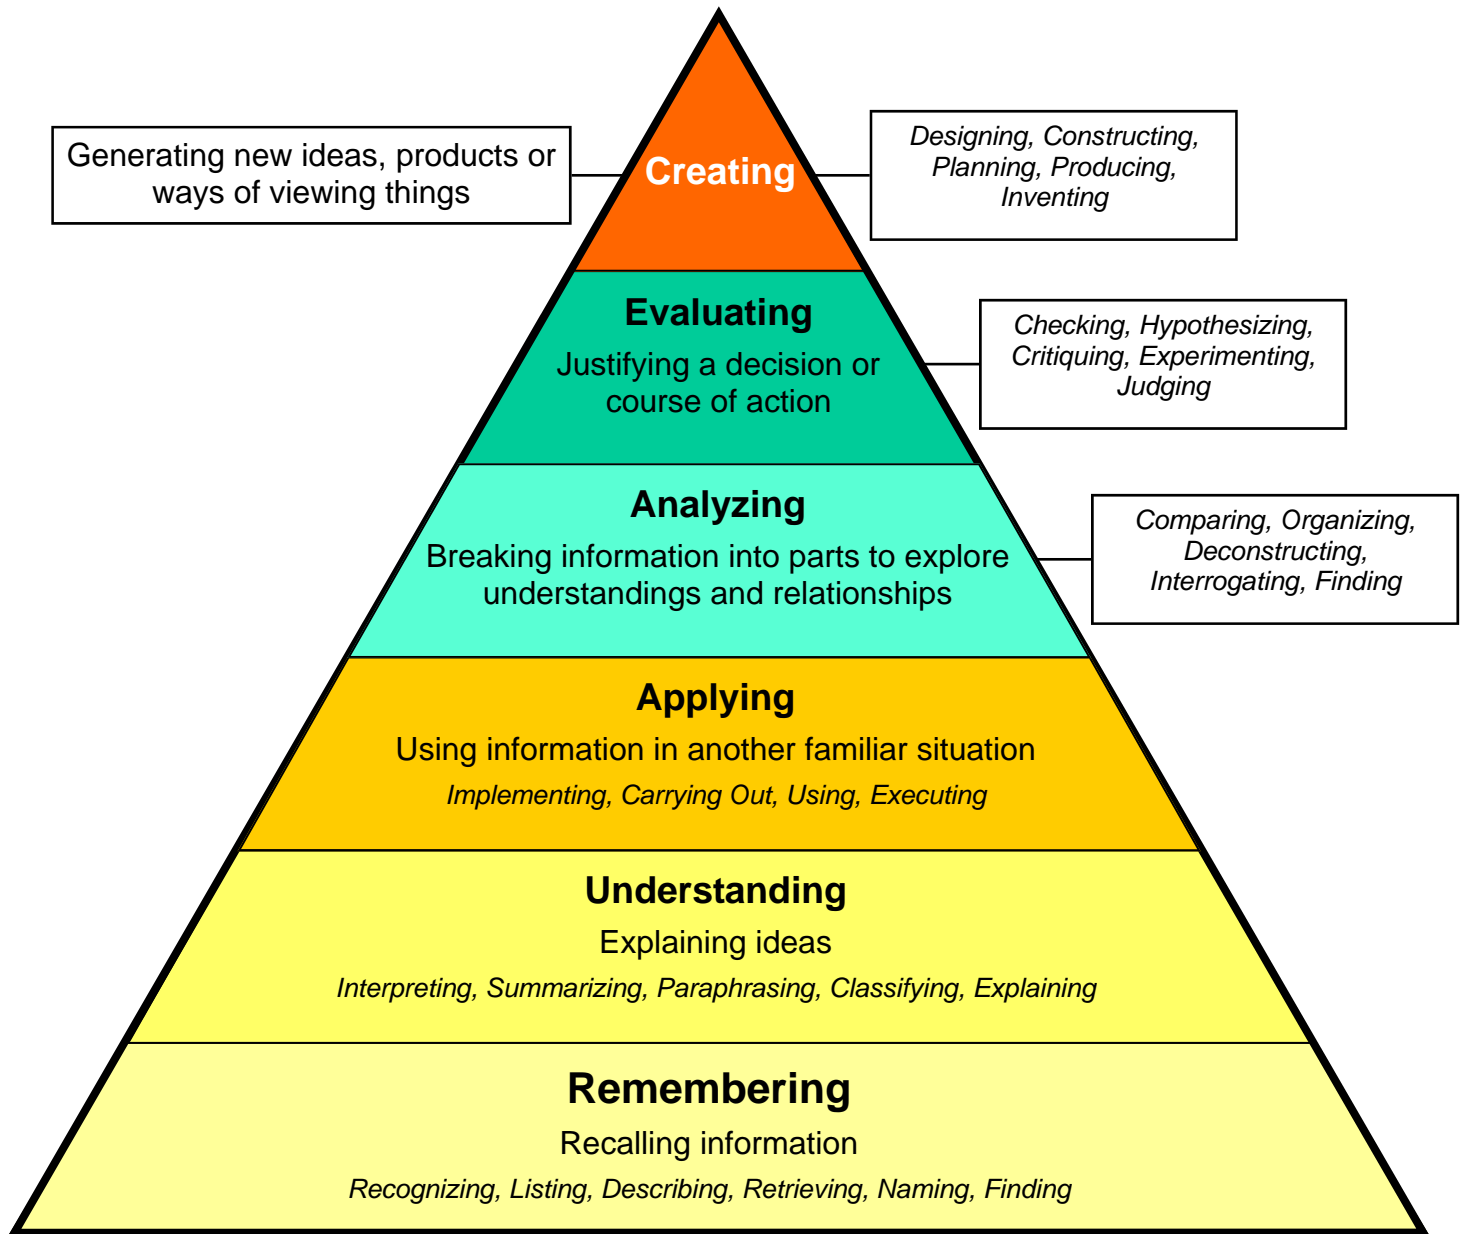 Generating new ideas, products or
ways of viewing things
Creating
Designing, Constructing,
Planning, Producing,
Inventing
Evaluating
Justifying a decision or
course of action
Checking, Hypothesizing,
Critiquing, Experimenting,
Judging
Analyzing
Breaking information into parts to explore
understandings and relationships
Comparing, Organizing,
Deconstructing,
Interrogating, Finding
Applying
Using information in another familiar situation
Implementing, Carrying Out, Using, Executing
Understanding
Explaining ideas
Interpreting, Summarizing, Paraphrasing, Classifying, Explaining
Remembering
Recalling information
Recognizing, Listing, Describing, Retrieving, Naming, Finding